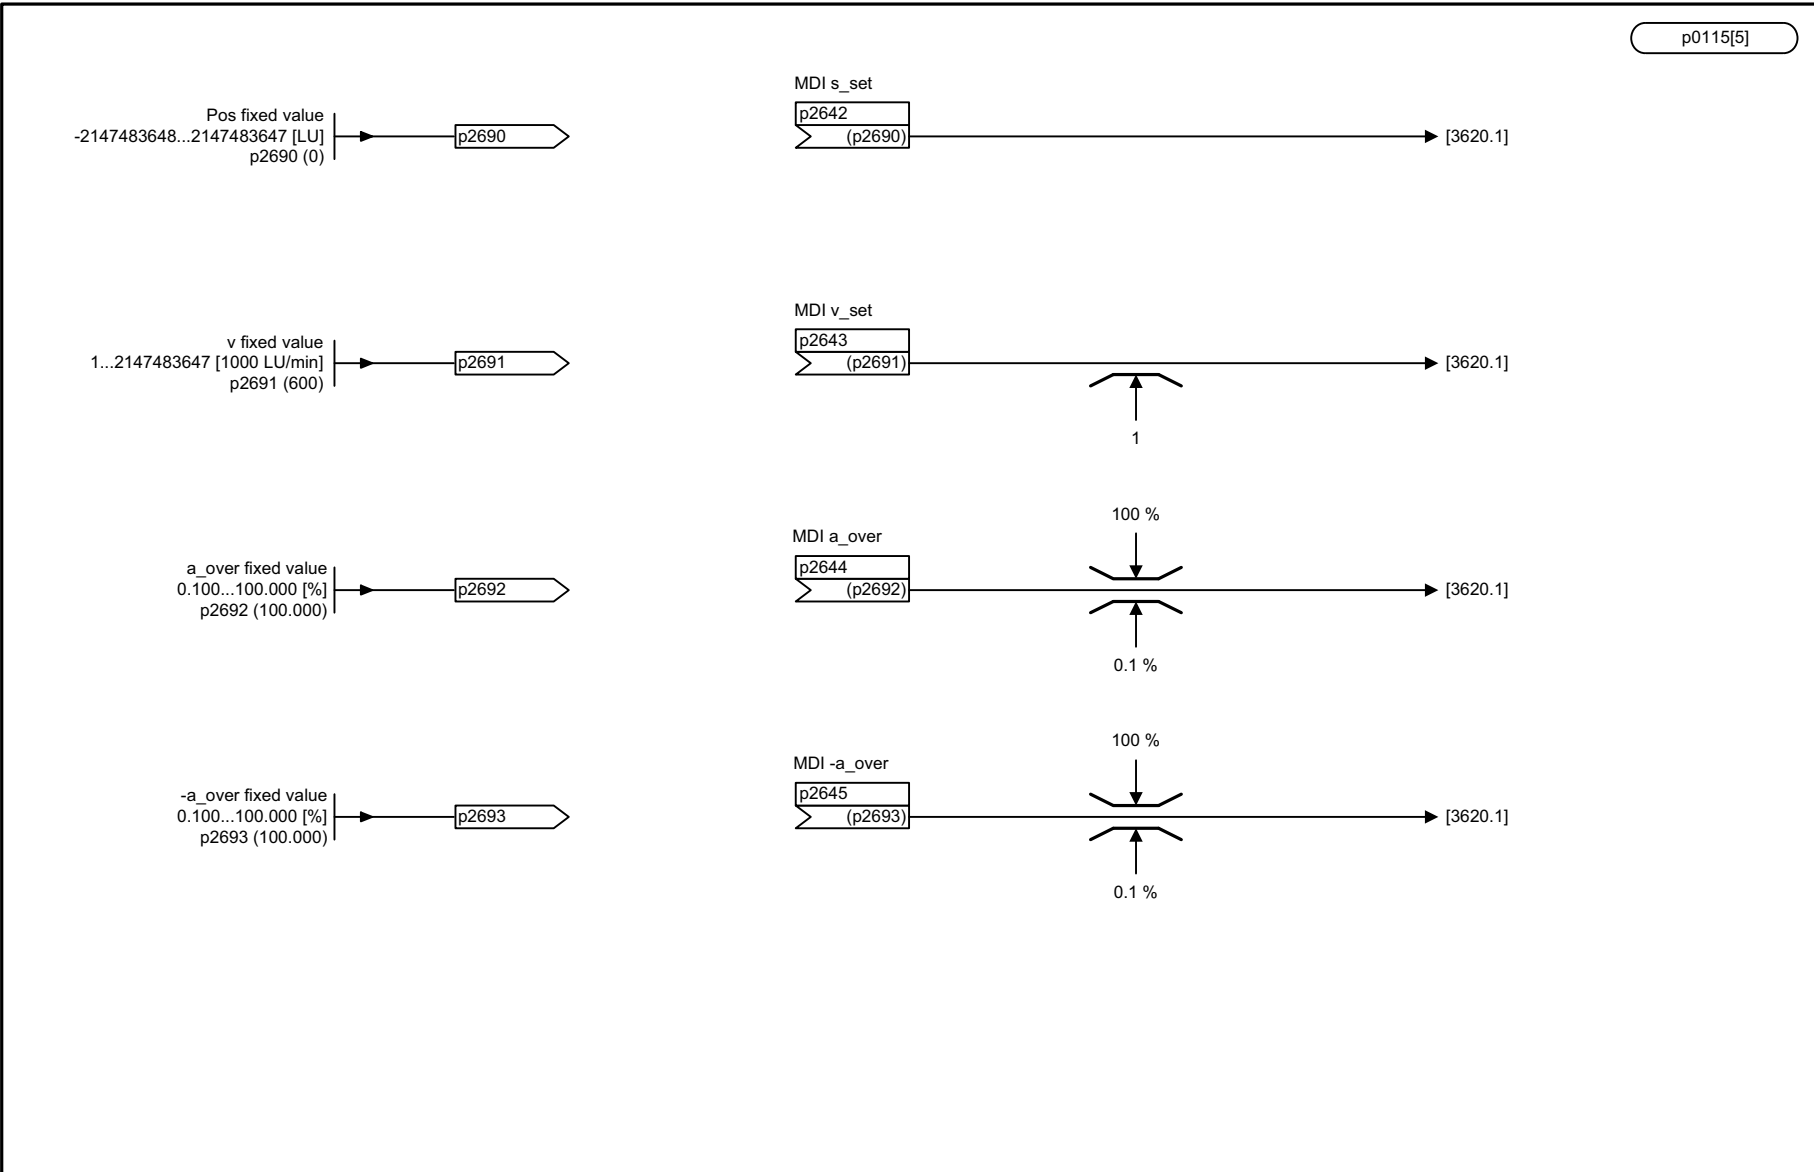 p0115[5]
MDI s_set
Pos fixed value
-2147483648...2147483647 [LU]
p2690 (0)
p2690
p2642
(p2690)
[3620.1]
MDI v_set
v fixed value
1...2147483647 [1000 LU/min]
p2691 (600)
p2691
p2643
(p2691)
[3620.1]
1
100 %
MDI a_over
a_over fixed value
0.100...100.000 [%]
p2692 (100.000)
p2692
p2644
(p2692)
[3620.1]
0.1 %
100 %
MDI -a_over
-a_over fixed value
0.100...100.000 [%]
p2693 (100.000)
p2693
p2645
(p2693)
[3620.1]
0.1 %